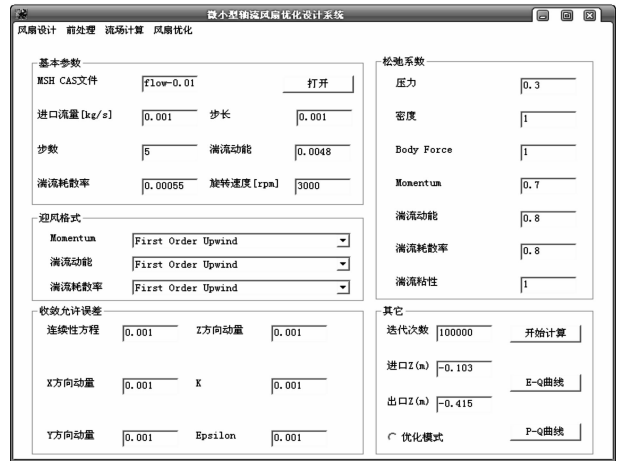 微小型轴流风扇优化设计系统
风扇设计 前处理 流场计算 风扇优化
基本参数
MSH CAS文件 flow-0.01 打开
进口流量[kg/s] 0.001 步长 0.001
步数 5 湍流动能 0.0048
湍流耗散率 0.00055 旋转速度[rpm] 3000
迎风格式
Momentum First Order Upwind
湍流动能 First Order Upwind
湍流耗散率 First Order Upwind
收敛允许误差
连续性方程 0.001 Z方向动量 0.001
X方向动量 0.001 K 0.001
Y方向动量 0.001 Epsilon 0.001
松弛系数
压力 0.3
密度 1
Body Force 1
Momentum 0.7
湍流动能 0.8
湍流耗散率 0.8
湍流粘性 1
其它
迭代次数 100000 开始计算
进口Z(m) -0.103
E-Q曲线
出口Z(m) -0.415
优化模式 P-Q曲线